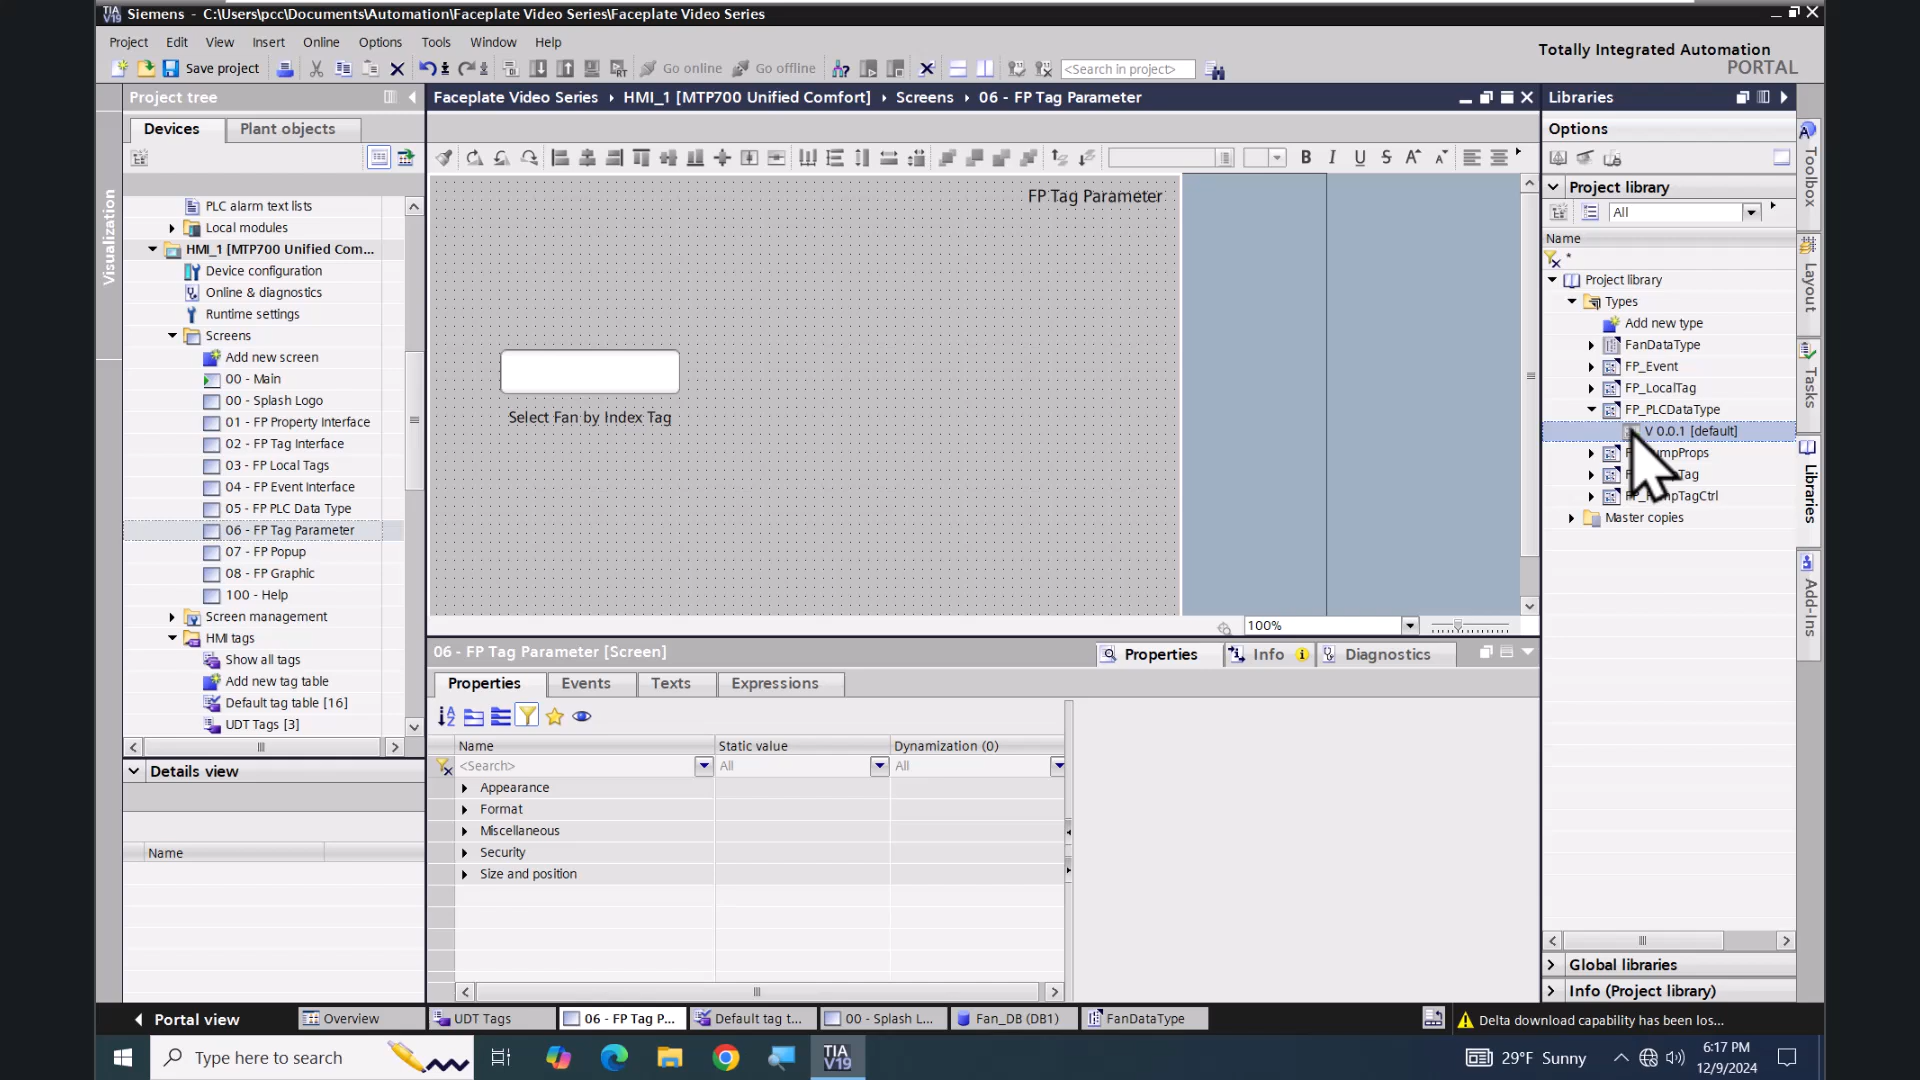 TIA V19 Siemens - C:\Users\pcc\Documents\Automation\Faceplate Video Series\Faceplate Video Series
Project Edit View Insert Online Options Tools Window Help
Totally Integrated Automation
PORTAL
Save project Go online Go offline <Search in project>
Project tree
Devices Plant objects
Visualization
PLC alarm text lists
Local modules
HMI_1 [MTP700 Unified Com...
Device configuration
Online & diagnostics
Runtime settings
Screens
Add new screen
00 - Main
00 - Splash Logo
01 - FP Property Interface
02 - FP Tag Interface
03 - FP Local Tags
04 - FP Event Interface
05 - FP PLC Data Type
06 - FP Tag Parameter
07 - FP Popup
08 - FP Graphic
100 - Help
Screen management
HMI tags
Show all tags
Add new tag table
Default tag table [16]
UDT Tags [3]
Details view
Name
Faceplate Video Series HMI_1 [MTP700 Unified Comfort] Screens 06 - FP Tag Parameter
B I U S A A
FP Tag Parameter
Select Fan by Index Tag
100%
06 - FP Tag Parameter [Screen]
Properties Info Diagnostics
Properties Events Texts Expressions
Name Static value Dynamization (0)
<Search> All All
Appearance
Format
Miscellaneous
Security
Size and position
Libraries
Options
Project library
All
Name
*
Project library
Types
Add new type
FanDataType
FP_Event
FP_LocalTag
FP_PLCDataType
V 0.0.1 [default]
Master copies
Global libraries
Info (Project library)
Toolbox
Layout
Tasks
Libraries
Add-Ins
Portal view Overview UDT Tags 06 - FP Tag P... Default tag t... 00 - Splash L... Fan_DB (DB1) FanDataType Delta download capability has been los...
Type here to search TIA V19 29°F Sunny 6:17 PM
12/9/2024